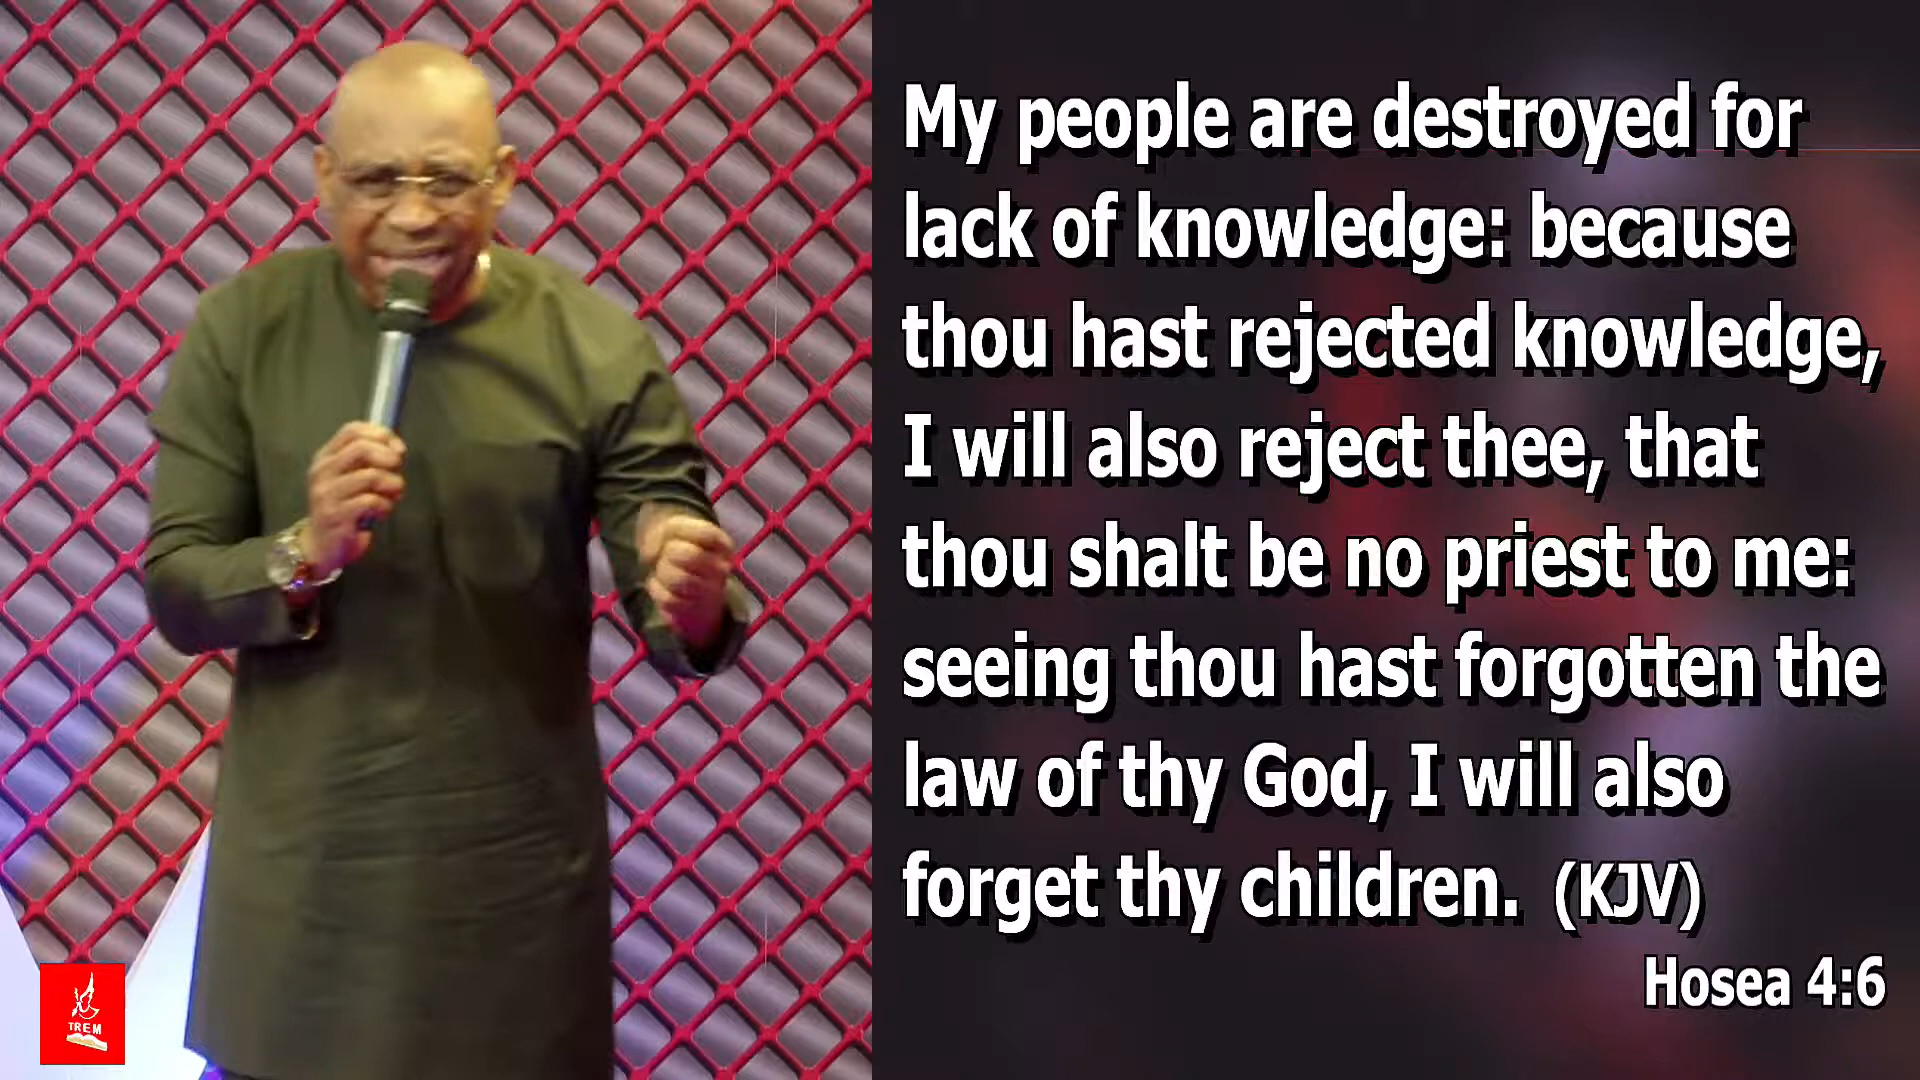 My people are destroyed for
lack of knowledge: because
thou hast rejected knowledge,
I will also reject thee, that
thou shalt be no priest to me:
seeing thou hast forgotten the
law of thy God, I will also
forget thy children. (KJV)
Hosea 4:6
TREM